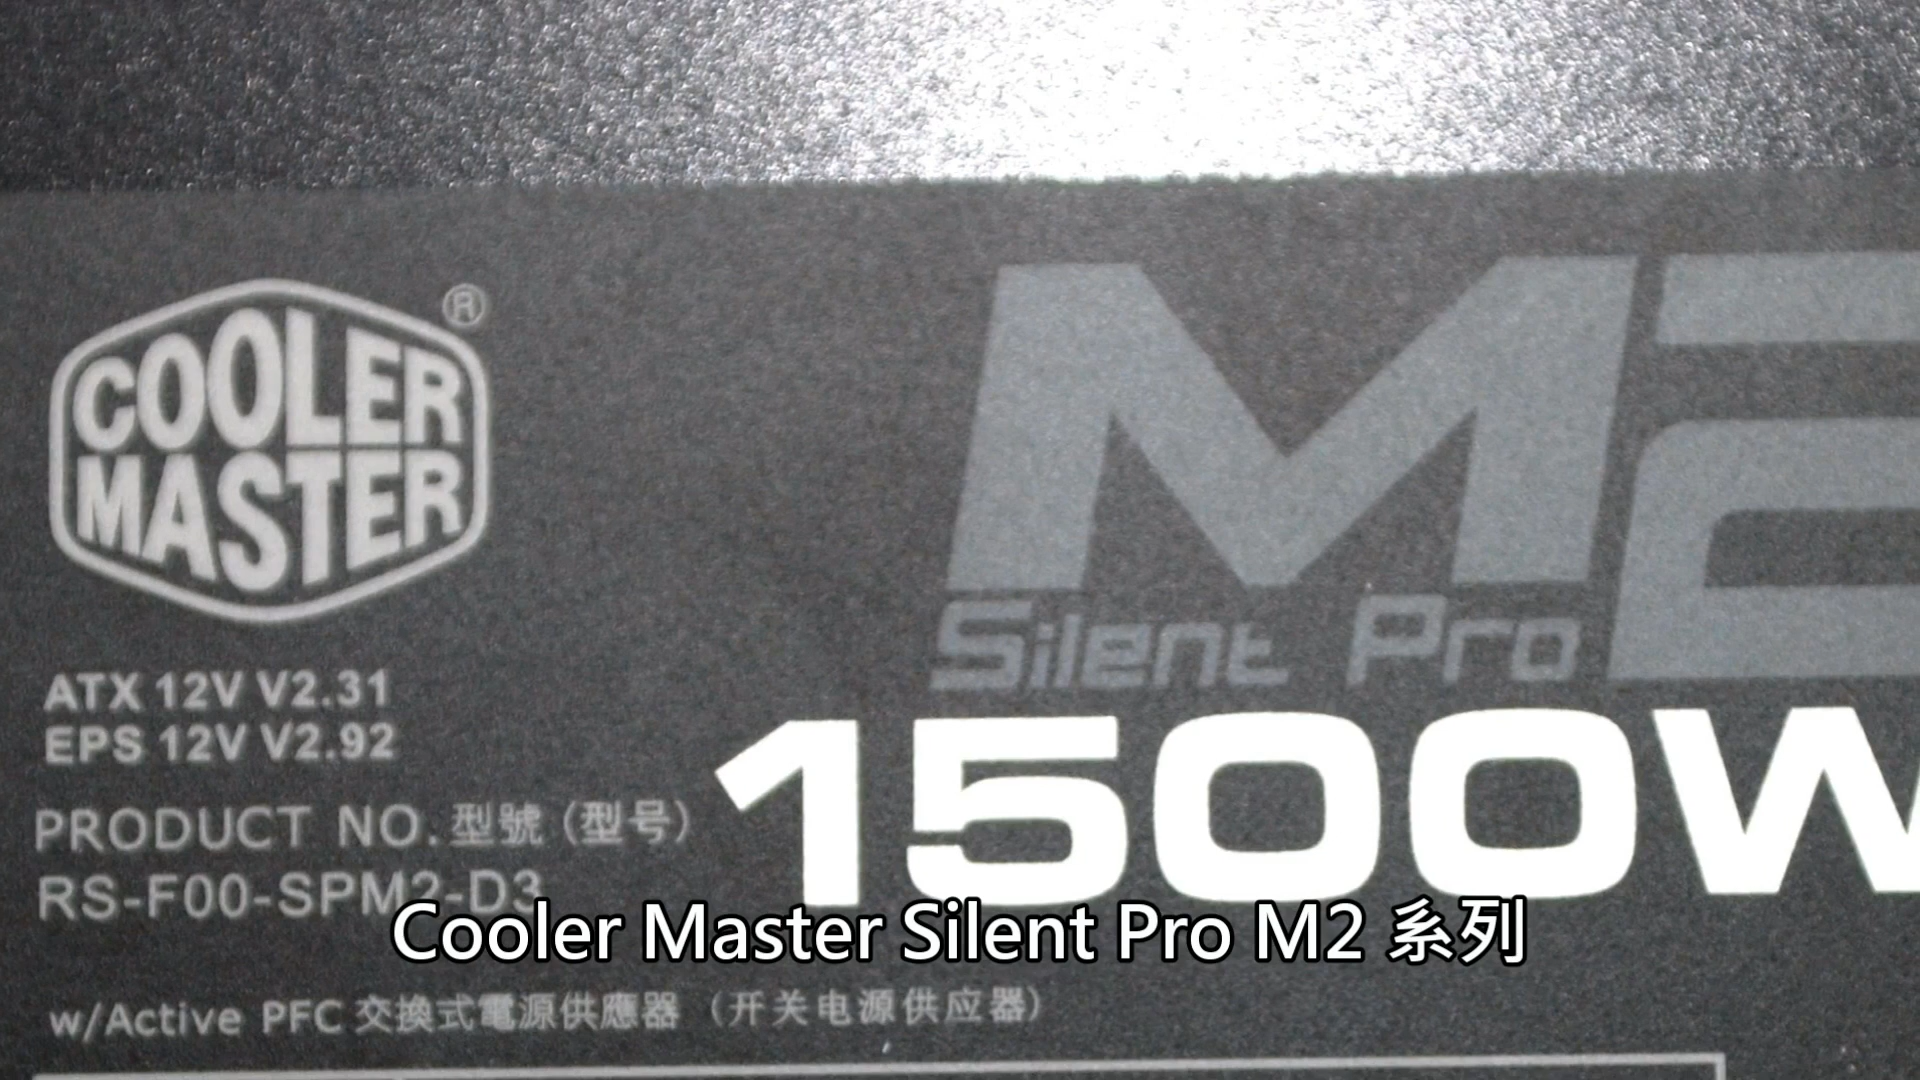 COOLER
MASTER
®
M2
Silent Pro
1500W
ATX 12V V2.31
EPS 12V V2.92
PRODUCT NO.型號 (型号)
RS-F00-SPM2-D3
Cooler Master Silent Pro M2 系列
w/Active PFC 交換式電源供應器 (开关电源供应器)